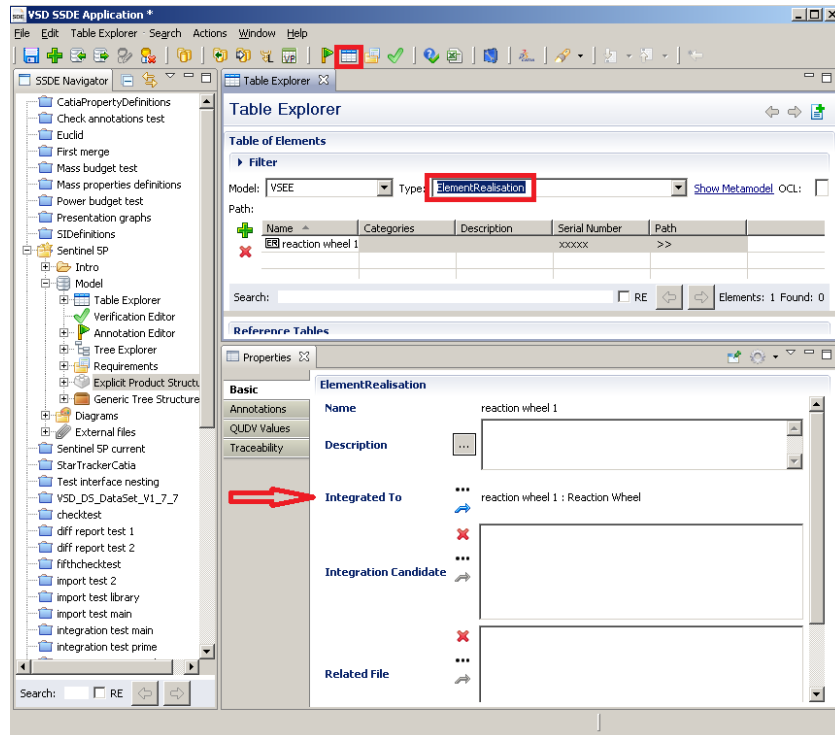 VSD SSDE Application *
File Edit Table Explorer Search Actions Window Help
SSDE Navigator
CatiaPropertyDefinitions
Check annotations test
Euclid
First merge
Mass budget test
Mass properties definitions
Power budget test
Presentation graphs
SIDefinitions
Sentinel 5P
Intro
Model
Table Explorer
Verification Editor
Annotation Editor
Tree Explorer
Requirements
Explicit Product Structu
Generic Tree Structure
Diagrams
External files
Sentinel 5P current
StarTrackerCatia
Test interface nesting
VSD_DS_DataSet_V1_7_7
checktest
diff report test 1
diff report test 2
fifthchecktest
import test 2
import test library
import test main
integration test main
integration test prime
Search: RE
Table Explorer
Table Explorer
Table of Elements
Filter
Model: VSEE Type: ElementRealisation Show Metamodel OCL:
Path:
Name Categories Description Serial Number Path
ER reaction wheel 1 xxxxx >>
Search: RE Elements: 1 Found: 0
Reference Tables
Properties
Basic
Annotations
QUDV Values
Traceability
ElementRealisation
Name reaction wheel 1
Description ...
Integrated To ... reaction wheel 1 : Reaction Wheel
Integration Candidate ...
Related File ...